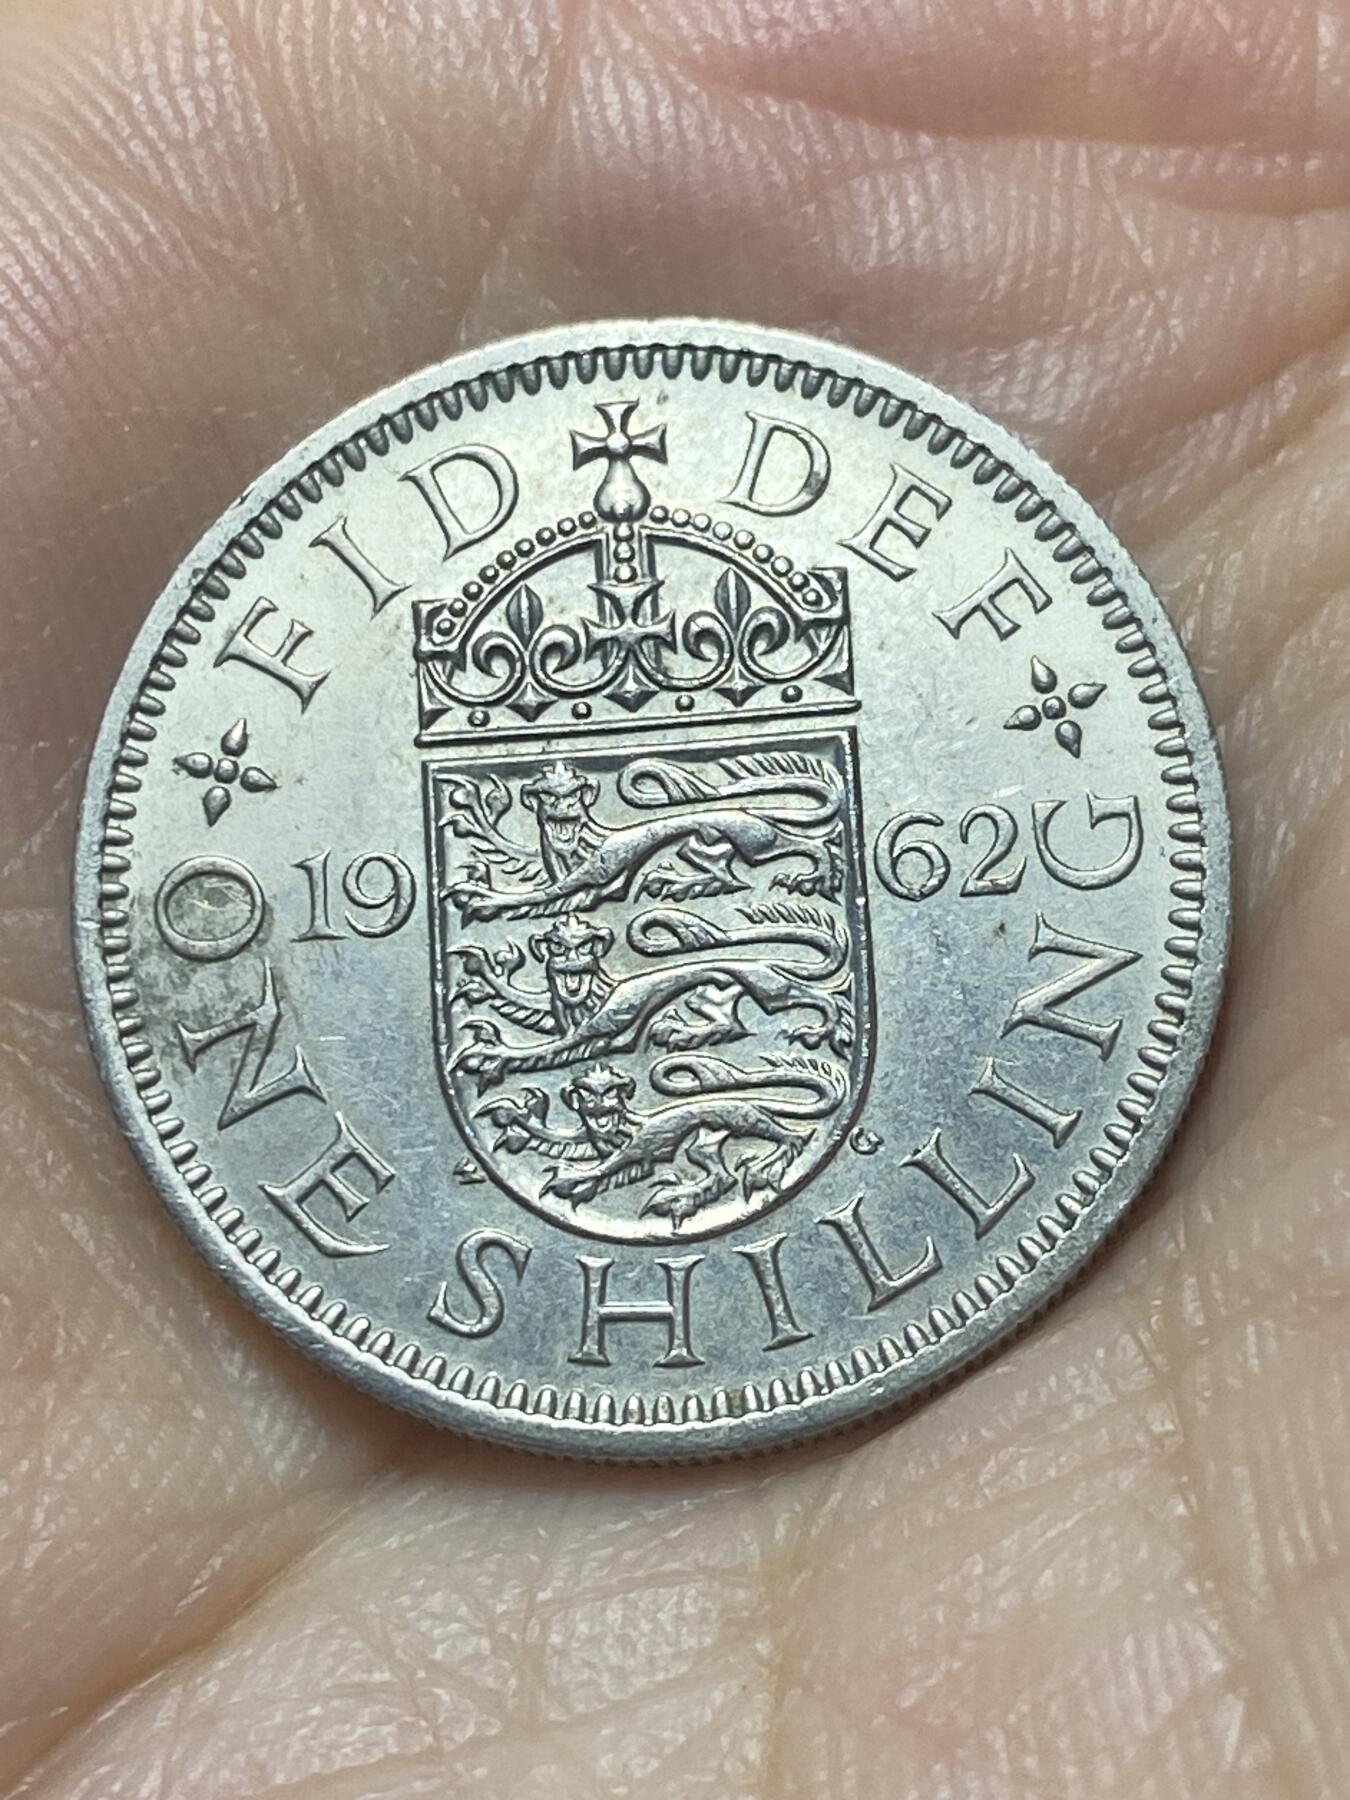 FID DEF
1962
ONE SHILLING
W G